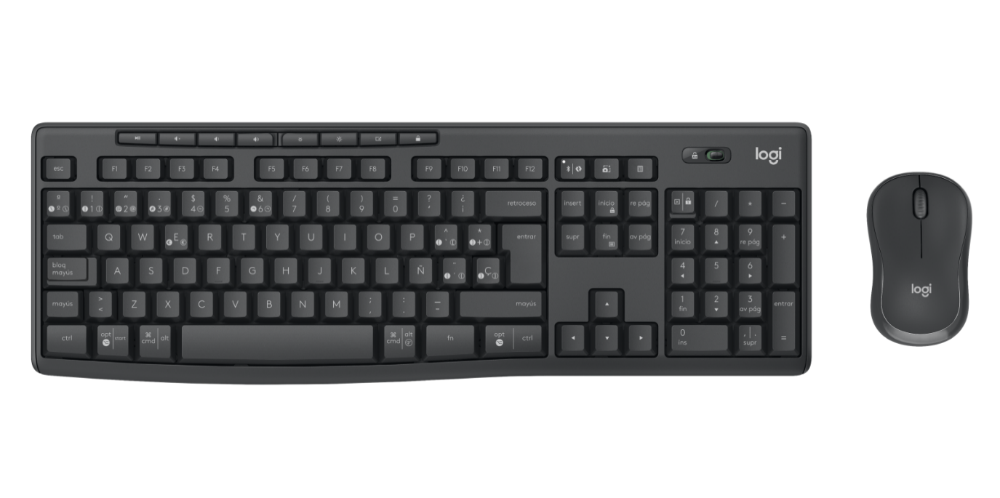 logi
esc F1 F2 F3 F4 F5 F6 F7 F8 F9 F10 F11 F12
! “ · $ % & / ( ) = ? ¿ retroceso
1 2 3 4 5 6 7 8 9 0 ' ¡
insert inicio re pág
/ * −
tab Q W E R T Y U I O P ^ * + entrar
supr fin av pág
7 inicio 8 9 re pág +
bloq
mayús A S D F G H J K L Ñ Ç
4 5 6
mayús > < Z X C V B N M ; , : . mayús
1 fin 2 3 av pág entrar =
ctrl opt start ⌘ cmd alt ⌘ cmd alt gr fn opt ctrl
0 ins , . supr
logi